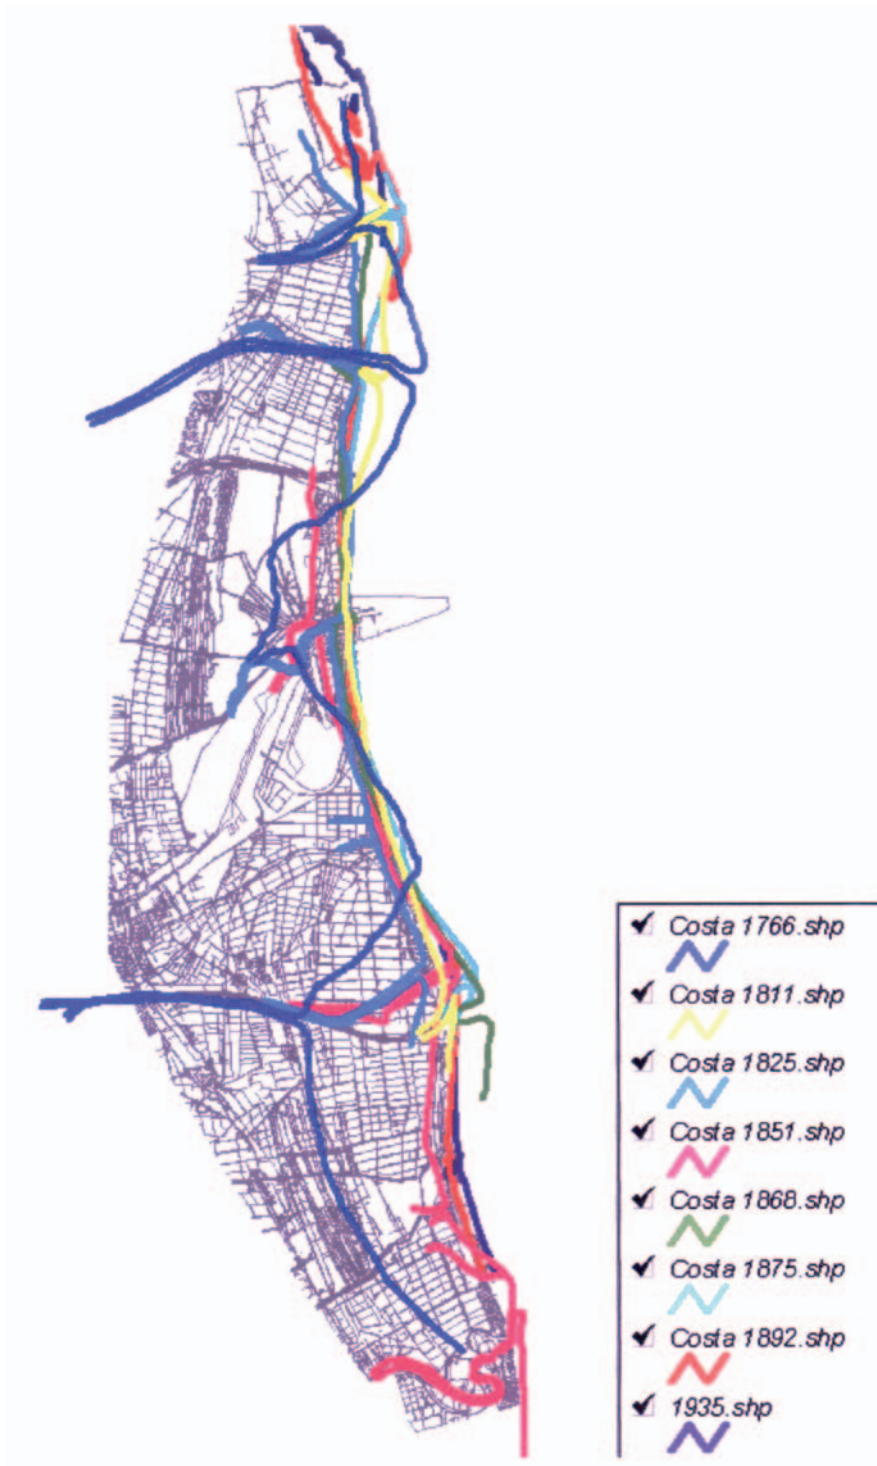 Costa 1766.shp
Costa 1811.shp
Costa 1825.shp
Costa 1851.shp
Costa 1868.shp
Costa 1875.shp
Costa 1892.shp
1935.shp